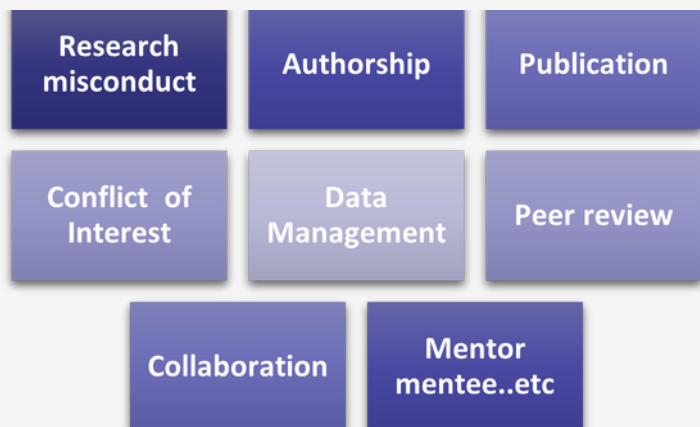 Research
misconduct
Authorship
Publication
Conflict of
Interest
Data
Management
Peer review
Collaboration
Mentor
mentee..etc